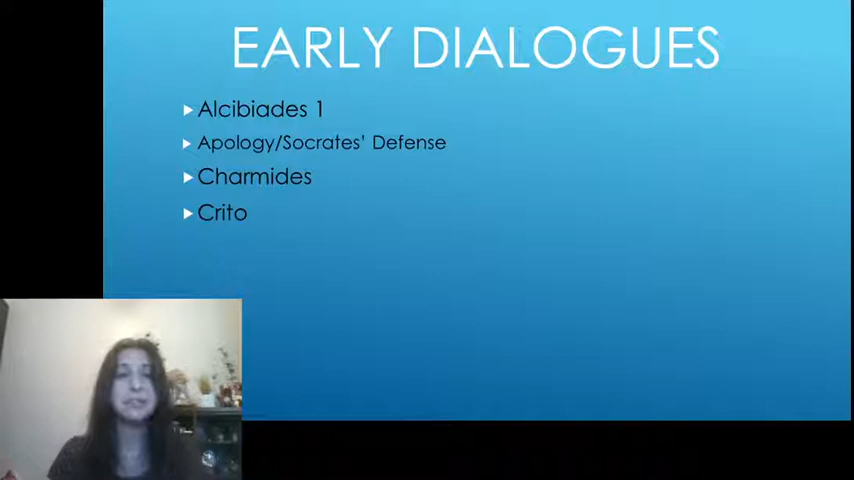 EARLY DIALOGUES
Alcibiades 1
Apology/Socrates' Defense
Charmides
Crito